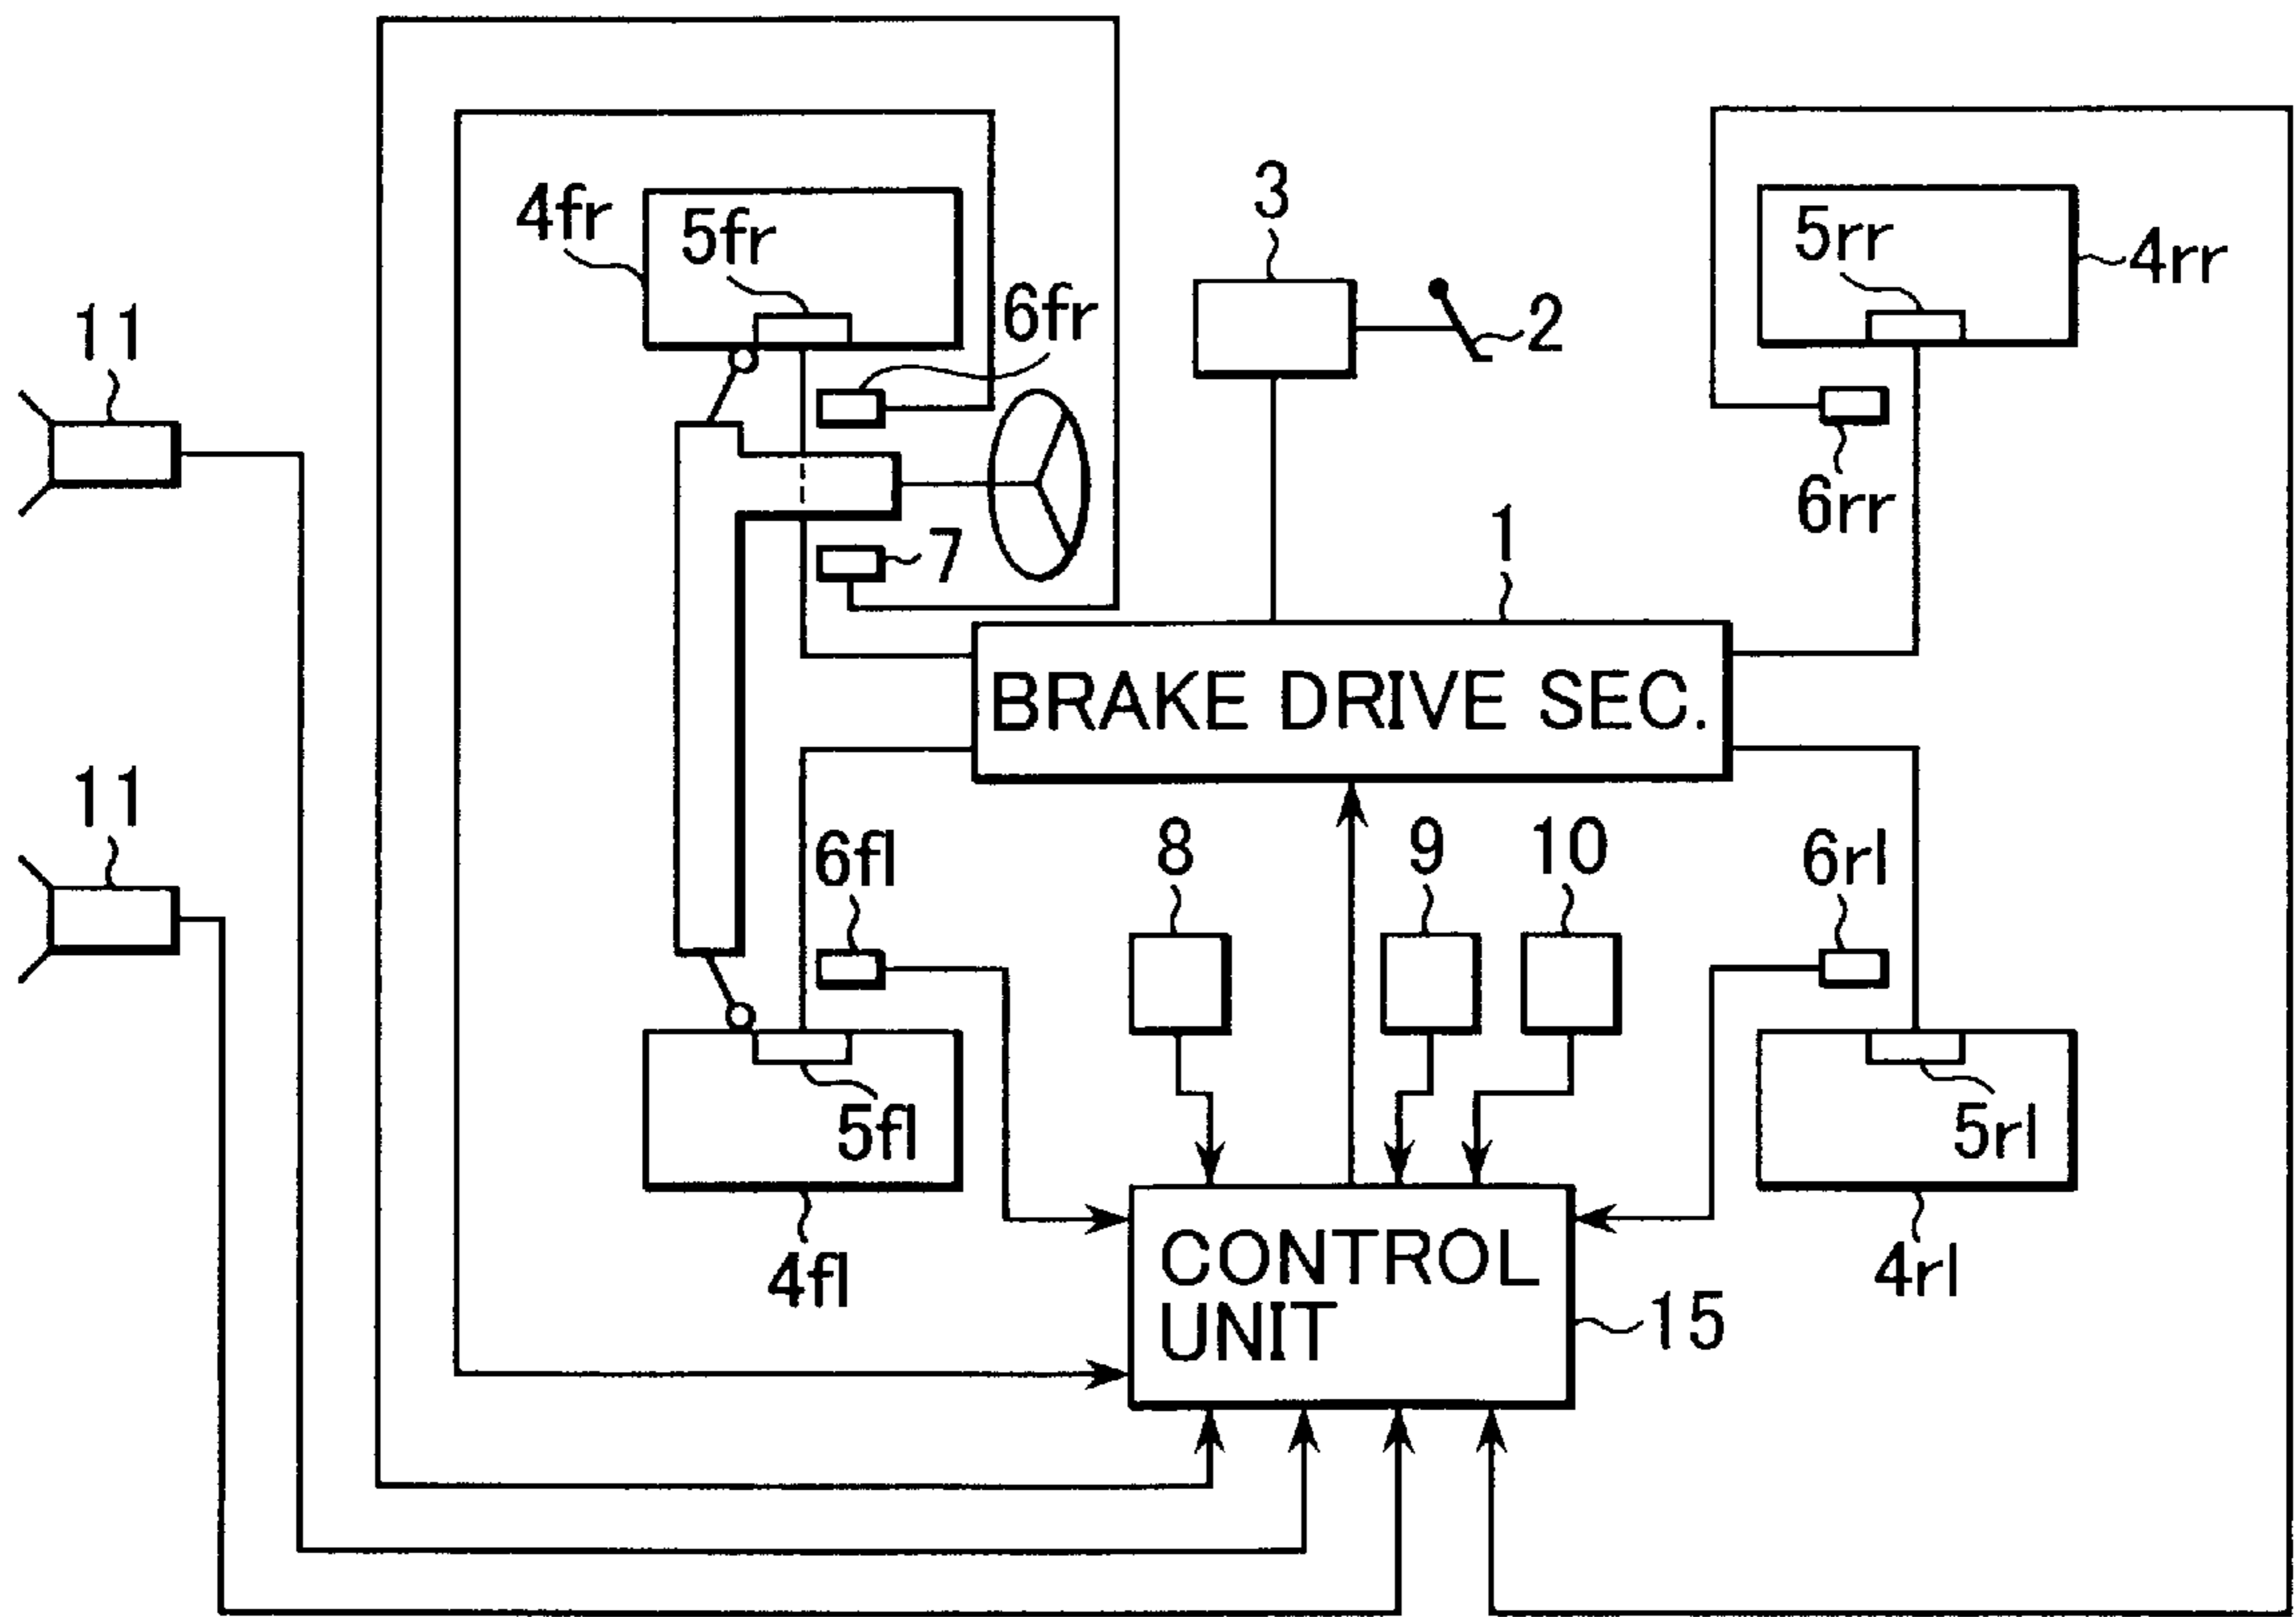 3
4fr
5fr
5rr
4rr
6fr
2
11
6rr
1
7
BRAKE DRIVE SEC.
11
6fl
8
9
10
6rl
5fl
5rl
4fl
4rl
CONTROL
UNIT
15